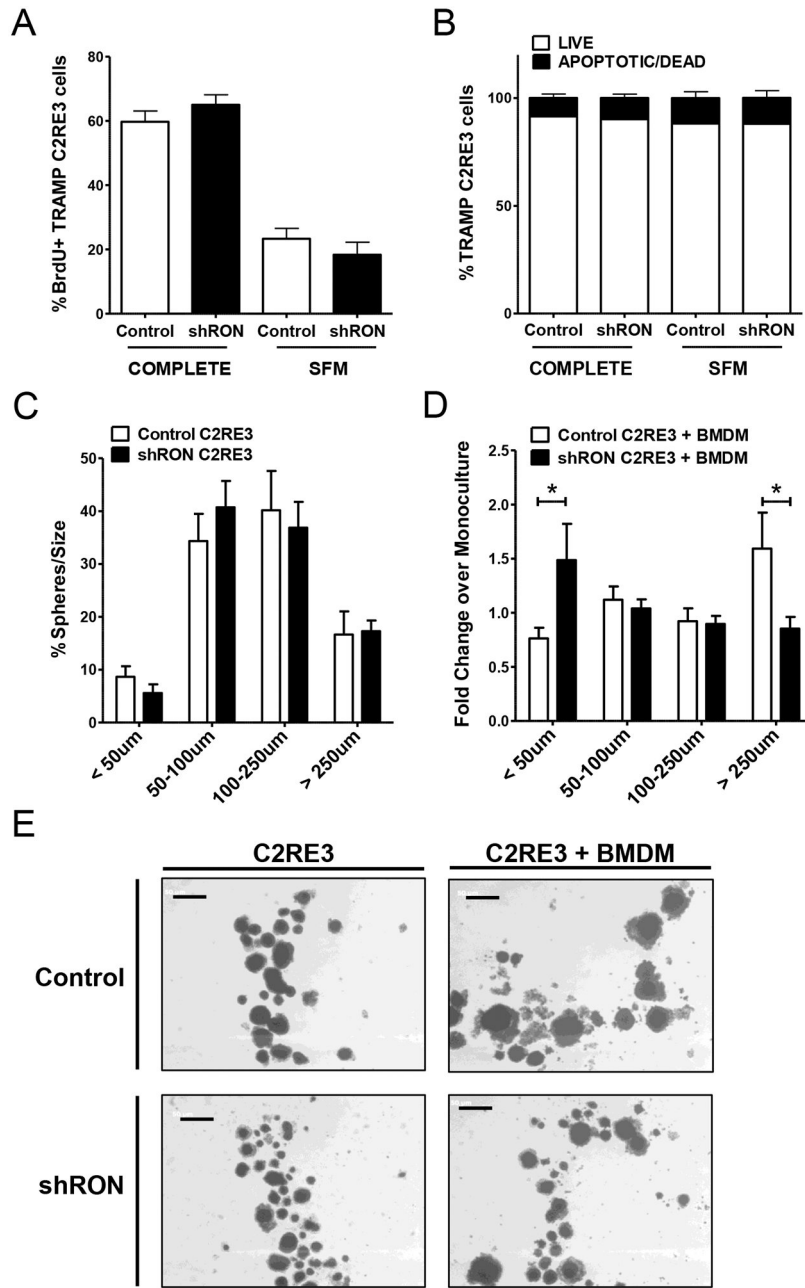 A
80
60
40
20
0
%BrdU+ TRAMP C2RE3 cells
Control shRON Control shRON
COMPLETE SFM
B
LIVE
APOPTOTIC/DEAD
100
50
0
%TRAMP C2RE3 cells
Control shRON Control shRON
COMPLETE SFM
C
Control C2RE3
shRON C2RE3
50
40
30
20
10
0
%Spheres/Size
< 50um
50-100um
100-250um
> 250um
D
Control C2RE3 + BMDM
shRON C2RE3 + BMDM
2.5
2.0
1.5
1.0
0.5
0.0
Fold Change over Monoculture
* *
< 50um
50-100um
100-250um
> 250um
E
C2RE3 C2RE3 + BMDM
Control
shRON